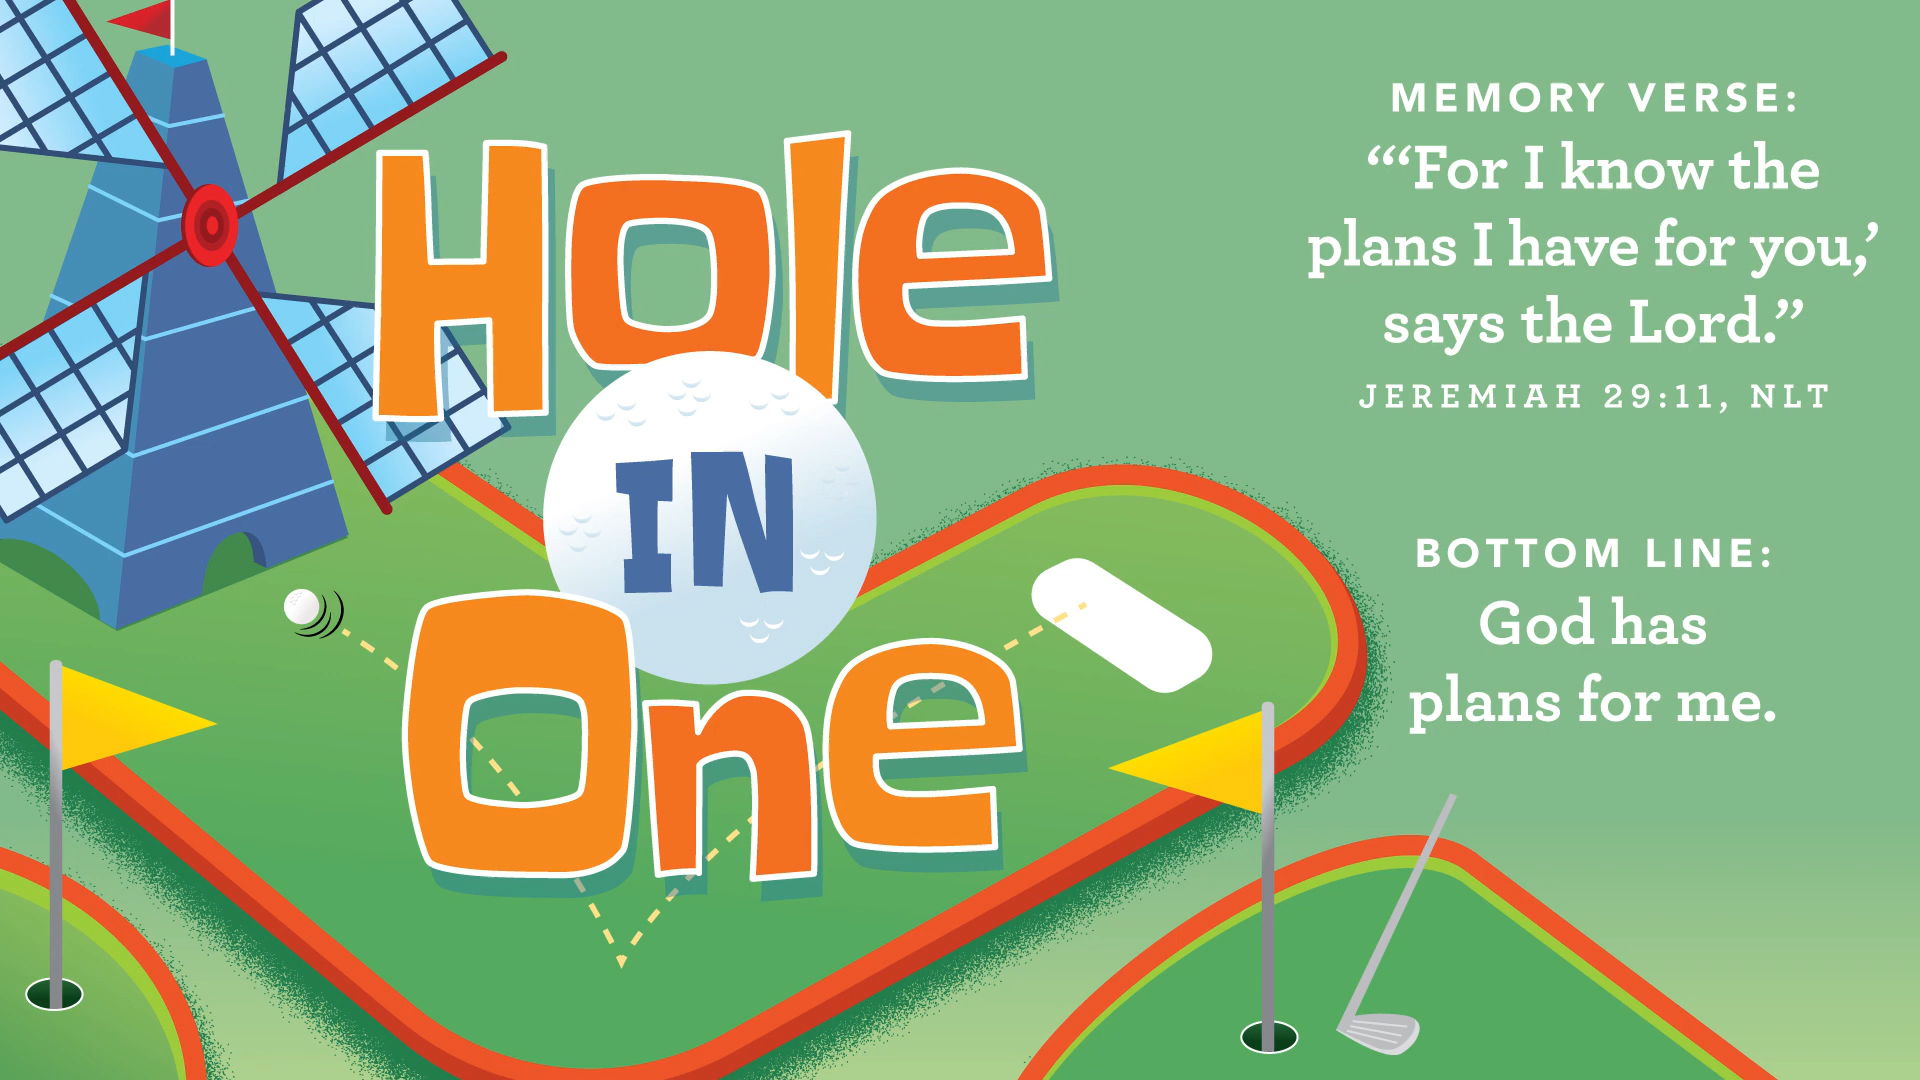 Hole
IN
One
MEMORY VERSE:
“‘“For I know the
plans I have for you,’
says the Lord.”
JEREMIAH 29:11, NLT
BOTTOM LINE:
God has
plans for me.